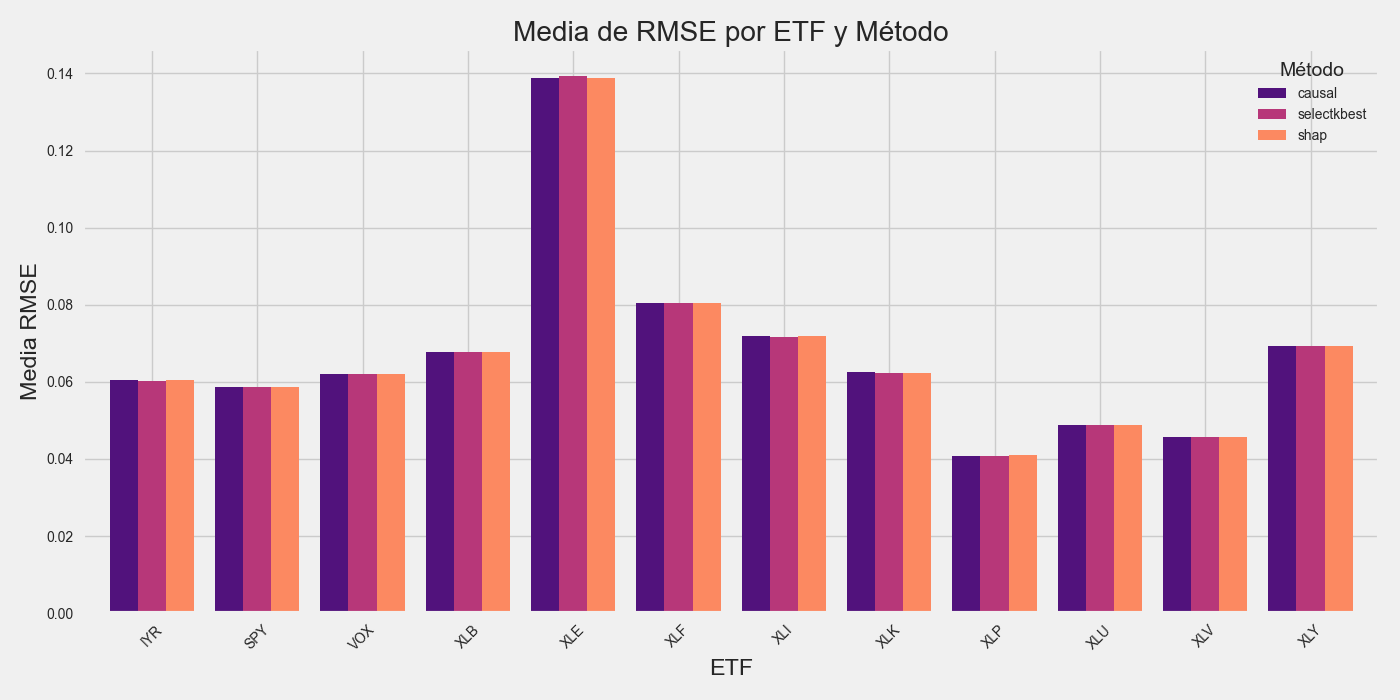 Media de RMSE por ETF y Método
Método
causal
selectkbest
shap
Media RMSE
0.14
0.12
0.10
0.08
0.06
0.04
0.02
0.00
IYR
SPY
VOX
XLB
XLE
XLF
XLI
XLK
XLP
XLU
XLV
XLY
ETF